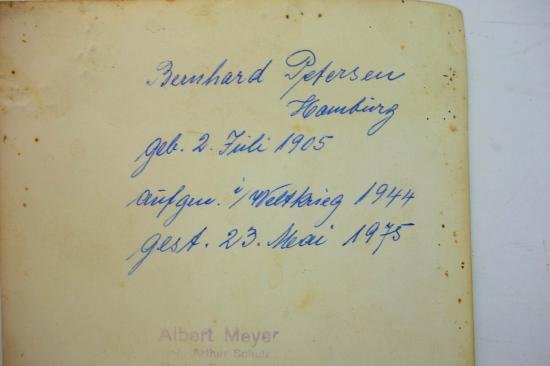 Bernhard Petersen
Hamburg
geb. 2. Juli 1905
aufgen. i/Weltkrieg 1944
gest. 23. Mai 1975
Albert Meyer
Inh. Arthur Schulz